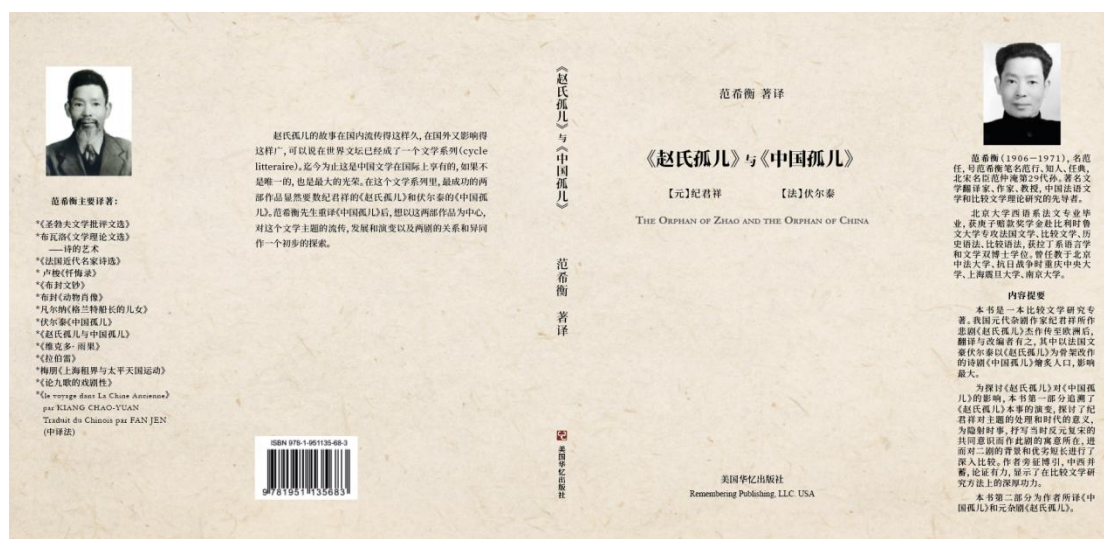 范希衡主要译著：
*《圣勃夫文学批评文选》
*布瓦洛《文学理论文选》
——诗的艺术
*《法国近代名家诗选》
* 卢梭《忏悔录》
*《布封文钞》
*布封《动物肖像》
*凡尔纳《格兰特船长的儿女》
*伏尔泰《中国孤儿》
*《赵氏孤儿与中国孤儿》
*《维克多·雨果》
*《拉伯雷》
*梅朋《上海租界与太平天国运动》
*《论九歌的戏剧性》
*《le voyage dans La Chine Ancienne》
par KIANG CHAO-YUAN
Traduit du Chinois par FAN JEN
(中译法)
赵氏孤儿的故事在国内流传得这样久，在国外又影响得
这样广，可以说在世界文坛已经成了一个文学系列(cycle
litteraire)。迄今为止这是中国文学在国际上享有的，如果不
是唯一的，也是最大的光荣。在这个文学系列里，最成功的两
部作品显然要数纪君祥的《赵氏孤儿》和伏尔泰的《中国孤
儿》。范希衡先生重译《中国孤儿》后，想以这两部作品为中心，
对这个文学主题的流传，发展和演变以及两剧的关系和异同
作一个初步的探索。
ISBN 978-1-951135-68-3
9 781951 135683
《赵氏孤儿》与《中国孤儿》
范希衡 著译
美国华忆出版社
范希衡 著译
《赵氏孤儿》与《中国孤儿》
【元】纪君祥 【法】伏尔泰
THE ORPHAN OF ZHAO AND THE ORPHAN OF CHINA
美国华忆出版社
Remembering Publishing, LLC. USA
范希衡(1906－1971)，名范
任，号范希衡笔名范行、知人、任典，
北宋名臣范仲淹第29代孙。著名文
学翻译家、作家、教授，中国法语文
学和比较文学理论研究的先导者。
北京大学西语系法文专业毕
业，获庚子赔款奖学金赴比利时鲁
文大学专攻法国文学、比较文学、历
史语法、比较语法，获拉丁系语言学
和文学双博士学位。曾任教于北京
中法大学、抗日战争时重庆中央大
学、上海震旦大学、南京大学。
内容提要
本书是一本比较文学研究专
著。我国元代杂剧作家纪君祥所作
悲剧《赵氏孤儿》杰作传至欧洲后，
翻译与改编者有之，其中以法国文
豪伏尔泰以《赵氏孤儿》为骨架改作
的诗剧《中国孤儿》脍炙人口，影响
最大。
为探讨《赵氏孤儿》对《中国孤
儿》的影响，本书第一部分追溯了
《赵氏孤儿》本事的演变，探讨了纪
君祥对主题的处理和时代的意义，
为隐射时事，抒写当时反元复宋的
共同意识而作此剧的寓意所在，进
而对二剧的背景和优劣短长进行了
深入比较。作者旁征博引，中西并
蓄，论证有力，显示了在比较文学研
究方法上的深厚功力。
本书第二部分为作者所译《中
国孤儿》和元杂剧《赵氏孤儿》。